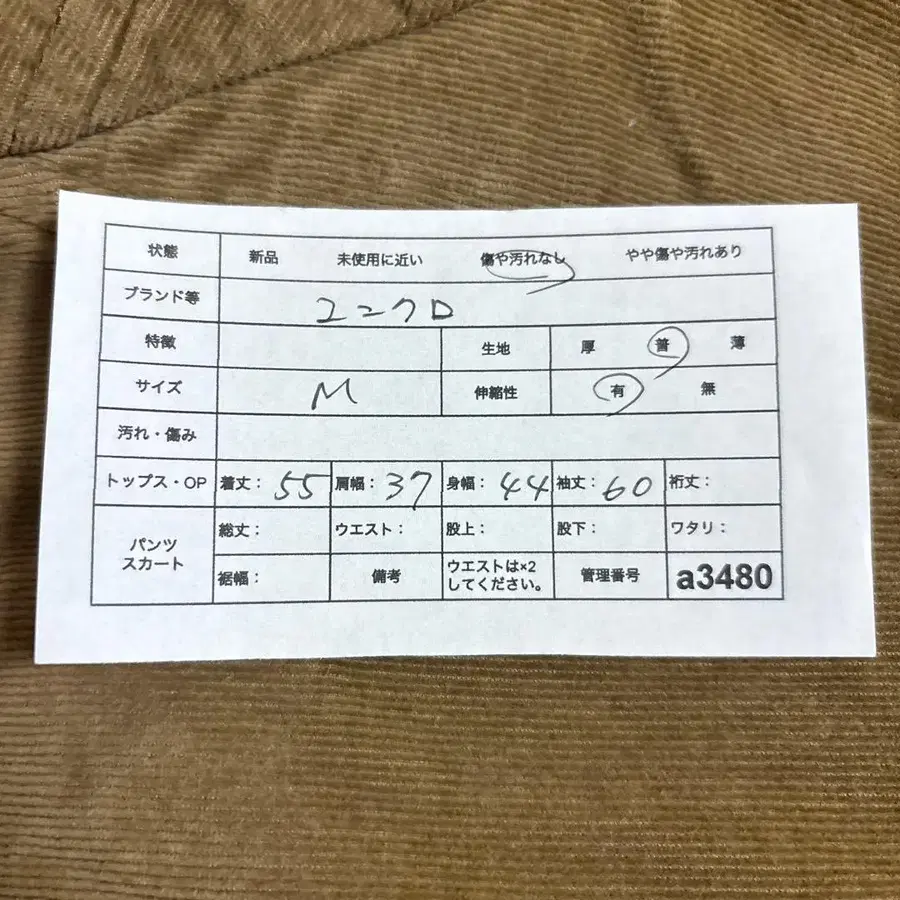 状態 新品 未使用に近い 傷や汚れなし やや傷や汚れあり
ブランド等 ユニクロ
特徴 生地 厚 普 薄
サイズ M 伸縮性 有 無
汚れ・傷み
トップス・OP 着丈: 55 肩幅: 37 身幅: 44 袖丈: 60 裄丈:
パンツ スカート 総丈: ウエスト: 股上: 股下: ワタリ:
裾幅: 備考 ウエストは×2 してください。 管理番号 a3480